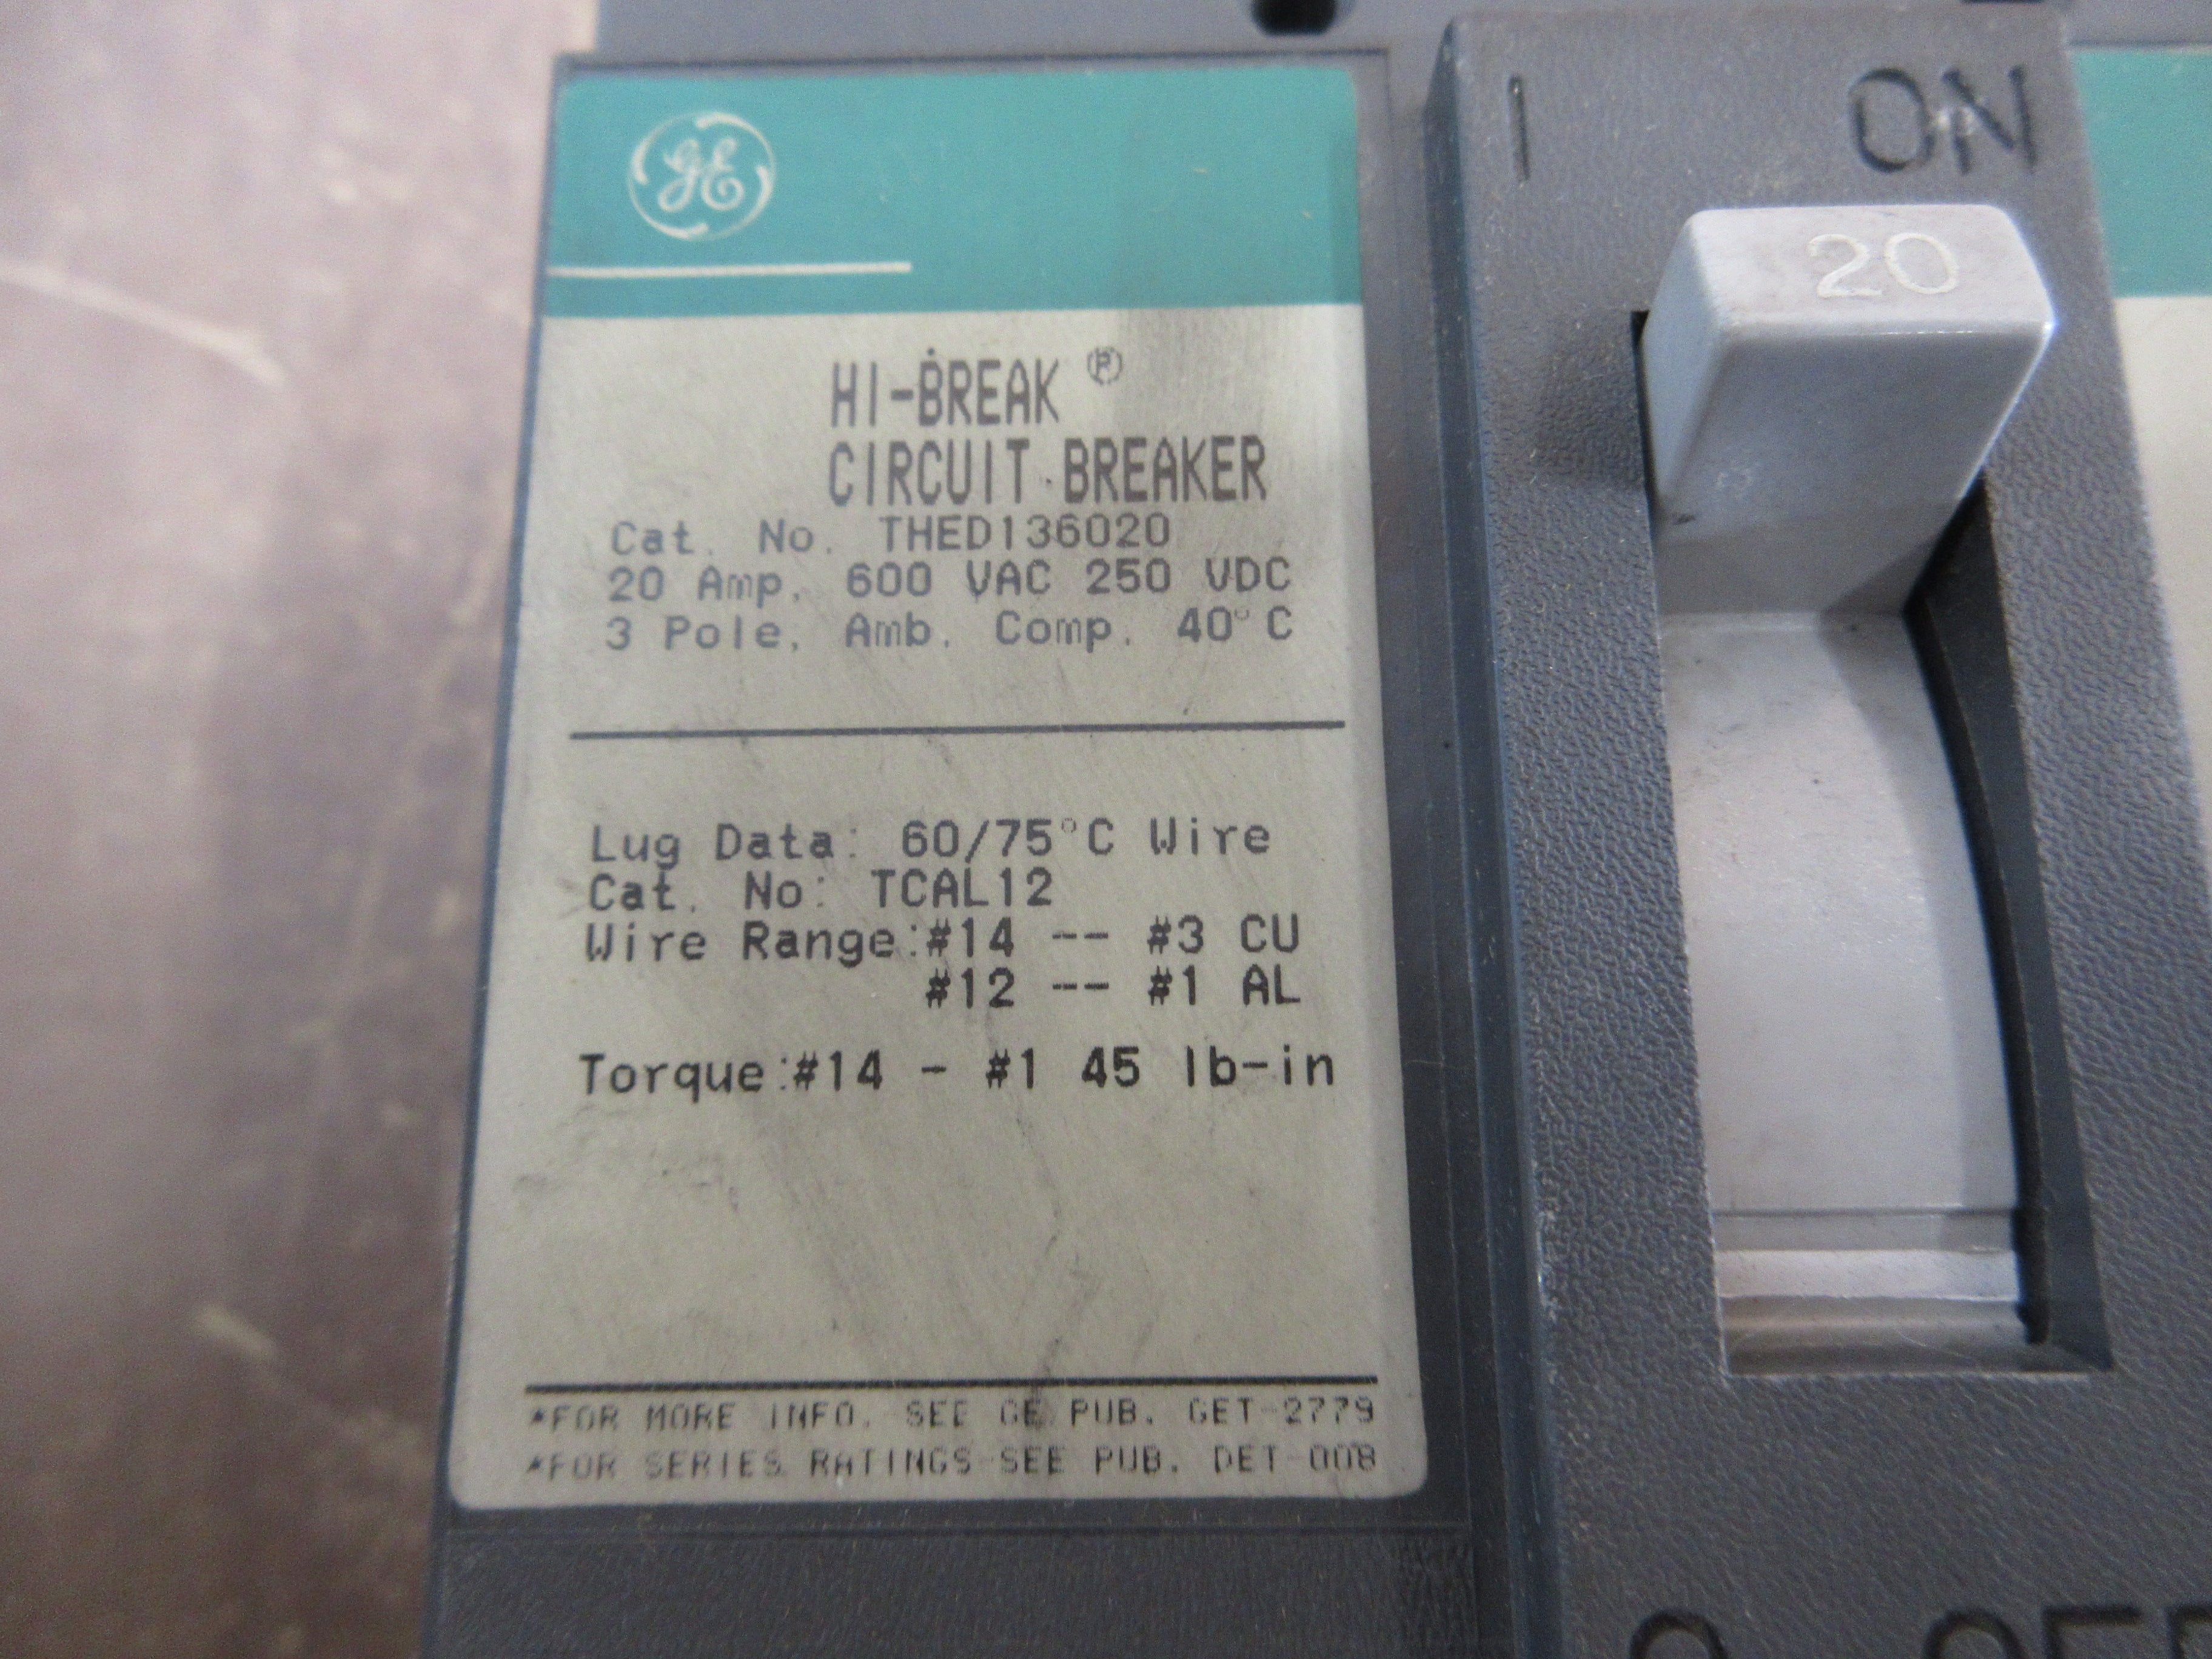 GE
HI-BREAK ®
CIRCUIT BREAKER
Cat. No. THED136020
20 Amp. 600 VAC 250 VDC
3 Pole, Amb. Comp. 40°C
Lug Data: 60/75°C Wire
Cat. No: TCAL12
Wire Range:#14 -- #3 CU
#12 -- #1 AL
Torque:#14 - #1 45 lb-in
*FOR MORE INFO. SEE GE PUB. GET-2779
*FOR SERIES RATINGS SEE PUB. DET-008
I ON
20
O OFF